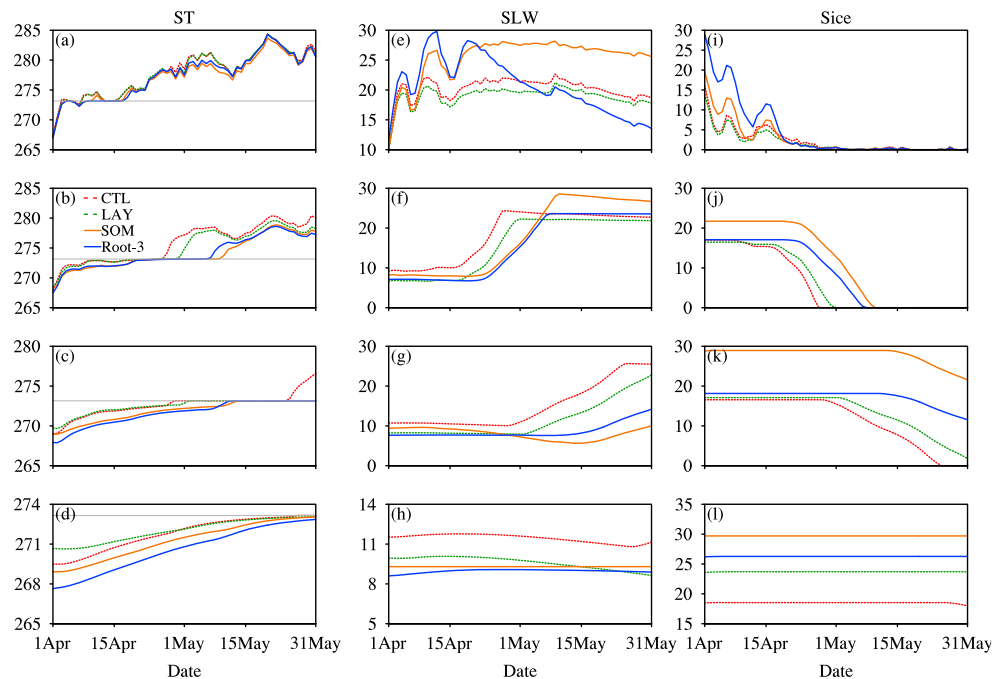 ST SLW Sice
285 (a) 30 (e) 30 (i)
25
280 25 20
275 20 15
270 15 10
5
265 10 0
285 (b) 30 (f) 30 (j)
CTL
280 LAY 20 20
SOM
275 Root-3
270 10 10
265 0 0
280 (c) 30 (g) 30 (k)
275 20 20
270 10 10
265 0 0
274 (d) 14 (h) 35 (l)
271 11 30
25
268 8 20
265 5 15
1Apr 15Apr 1May 15May 31May 1Apr 15Apr 1May 15May 31May 1Apr 15Apr 1May 15May 31May
Date Date Date